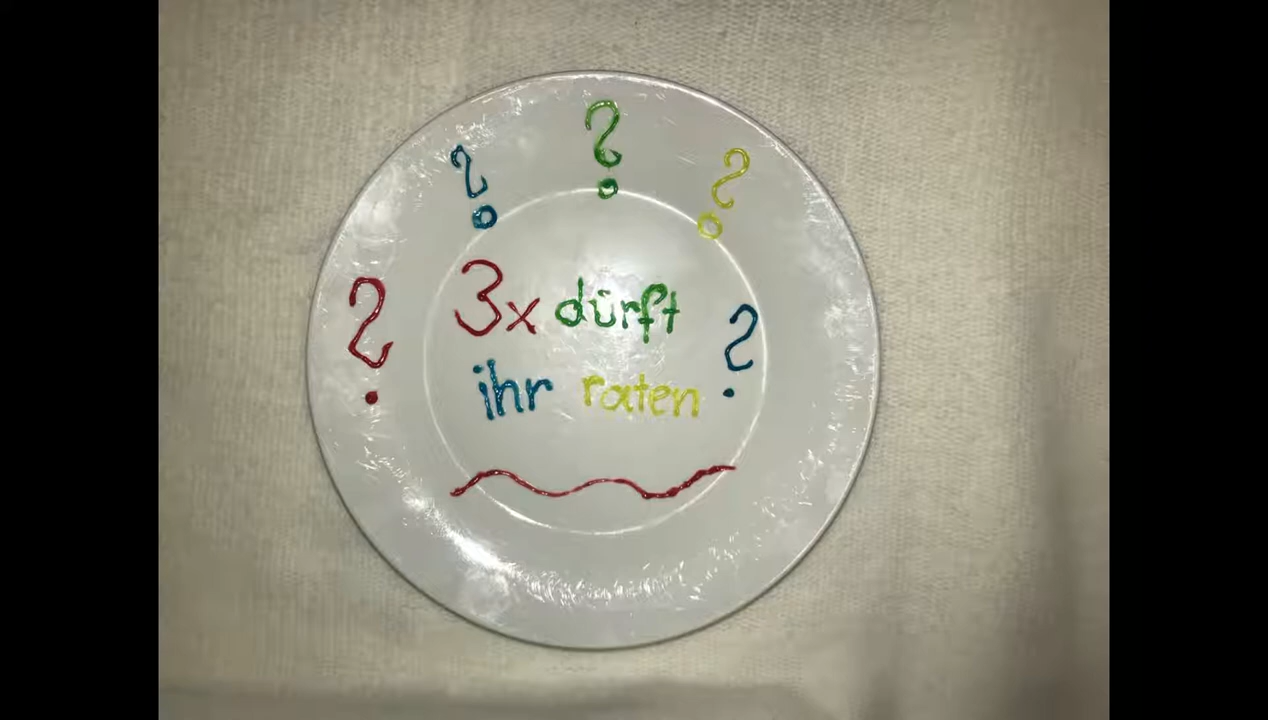 ? ? ?
? 3x dürft
ihr raten ?